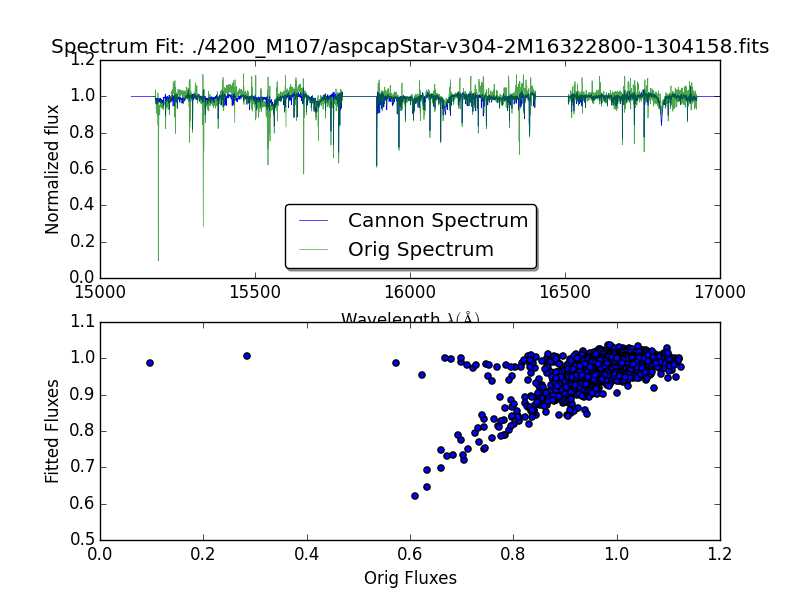 Spectrum Fit: ./4200_M107/aspcapStar-v304-2M16322800-1304158.fits
1.2
1.0
0.8
0.6
0.4
0.2
0.0
Normalized flux
Cannon Spectrum
Orig Spectrum
15000 15500 16000 16500 17000
Wavelength λ(Å)
1.1
1.0
0.9
0.8
0.7
0.6
0.5
Fitted Fluxes
0.0 0.2 0.4 0.6 0.8 1.0 1.2
Orig Fluxes